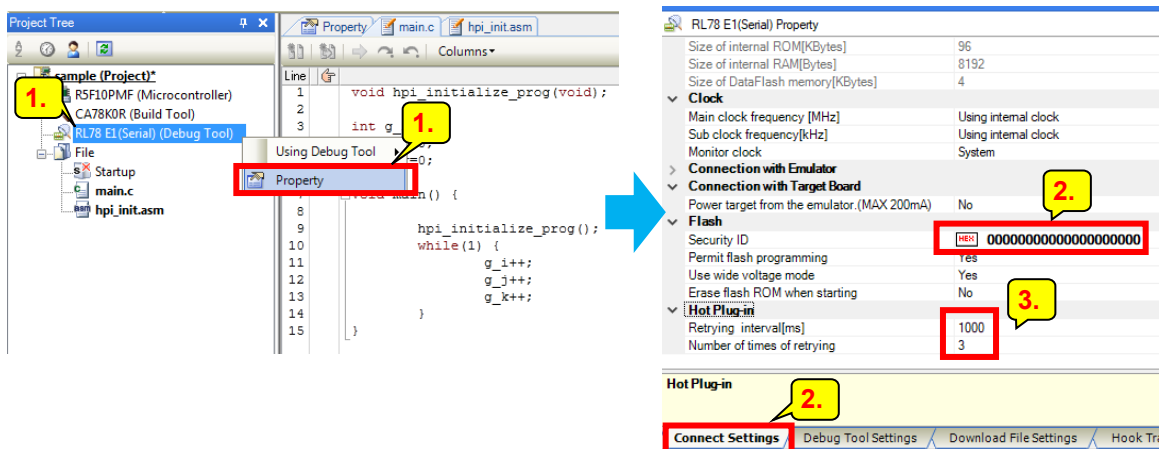 Project Tree
sample (Project)*
1.
R5F10PMF (Microcontroller)
CA78K0R (Build Tool)
RL78 E1(Serial) (Debug Tool)
File
Startup
main.c
hpi_init.asm
Using Debug Tool
Property
1.
Property
main.c
hpi_init.asm
Columns
Line
1 void hpi_initialize_prog(void);
2
3 int g_
=0;
8
9 hpi_initialize_prog();
10 while(1) {
11 g_i++;
12 g_j++;
13 g_k++;
14 }
15 }
RL78 E1(Serial) Property
Size of internal ROM[KBytes] 96
Size of internal RAM[Bytes] 8192
Size of DataFlash memory[KBytes] 4
Clock
Main clock frequency [MHz] Using internal clock
Sub clock frequency[kHz] Using internal clock
Monitor clock System
Connection with Emulator
Connection with Target Board
Power target from the emulator.(MAX 200mA) No
2.
Flash
Security ID HEX 00000000000000000000
Permit flash programming Yes
Use wide voltage mode Yes
Erase flash ROM when starting No
3.
Hot Plug-in
Retrying interval[ms] 1000
Number of times of retrying 3
Hot Plug-in
2.
Connect Settings
Debug Tool Settings
Download File Settings
Hook